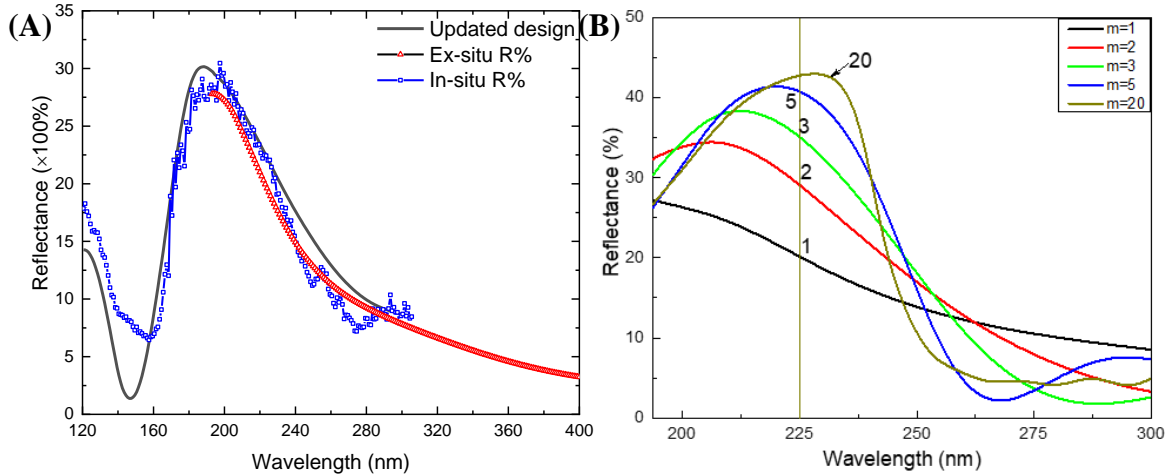 (A)
Reflectance (×100%)
35
30
25
20
15
10
5
0
120 160 200 240 280 320 360 400
Wavelength (nm)
Updated design
Ex-situ R%
In-situ R%
(B)
Reflectance (%)
50
40
30
20
10
0
200 225 250 275 300
Wavelength (nm)
m=1
m=2
m=3
m=5
m=20
20
5
3
2
1